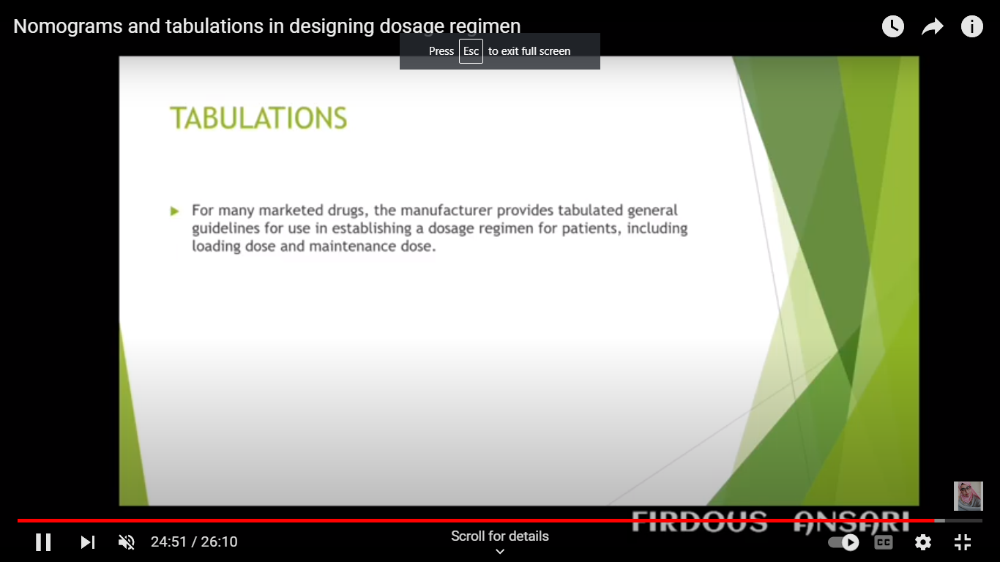 Nomograms and tabulations in designing dosage regimen
Press Esc to exit full screen
TABULATIONS
For many marketed drugs, the manufacturer provides tabulated general
guidelines for use in establishing a dosage regimen for patients, including
loading dose and maintenance dose.
FIRDOUS ANSARI
24:51 / 26:10
Scroll for details
CC